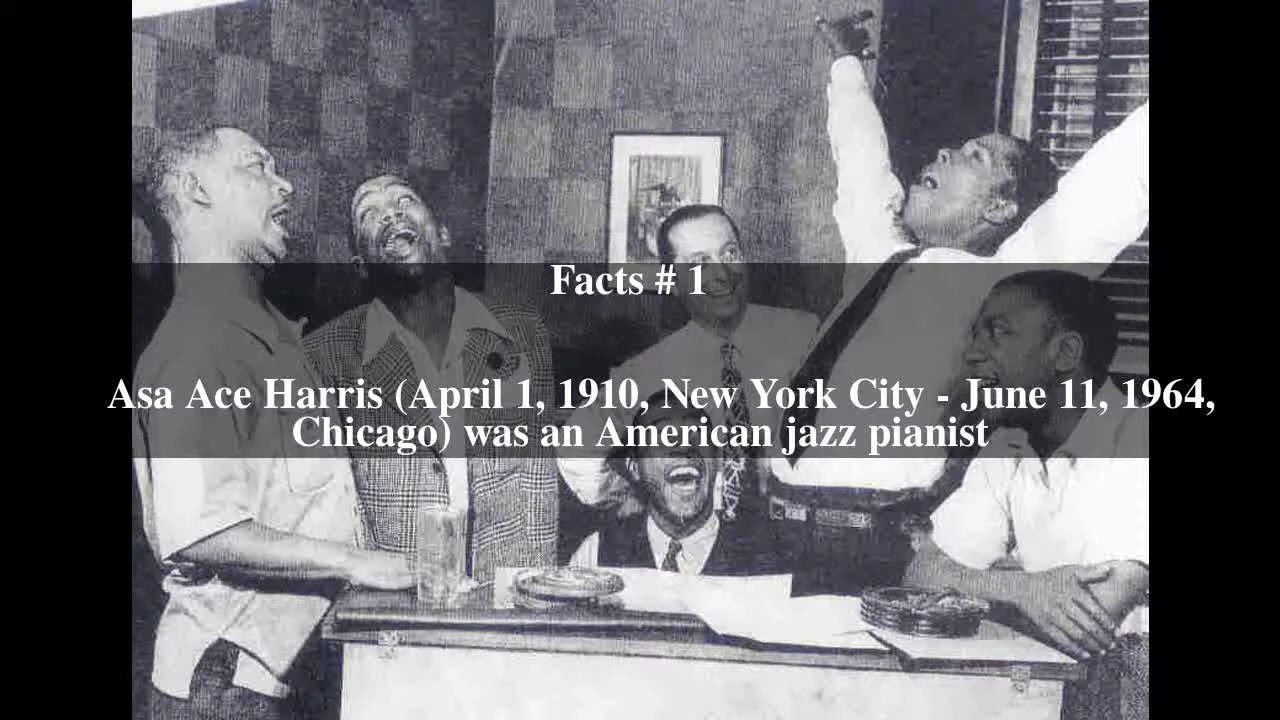 Facts # 1
Asa Ace Harris (April 1, 1910, New York City - June 11, 1964,
Chicago) was an American jazz pianist